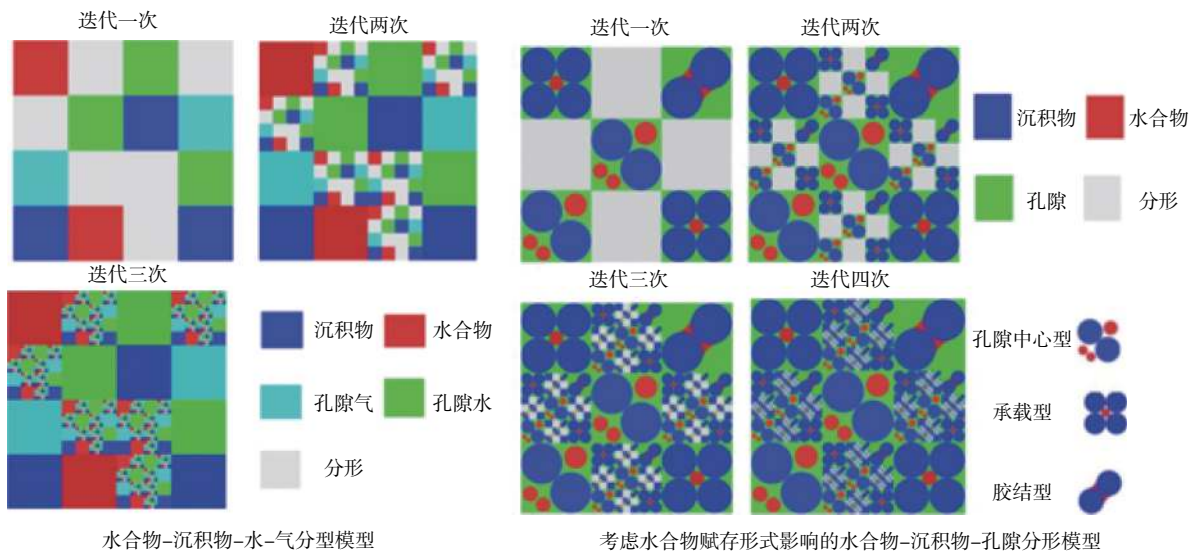 迭代一次
迭代两次
迭代三次
沉积物
水合物
孔隙气
孔隙水
分形
水合物-沉积物-水-气分型模型
迭代一次
迭代两次
沉积物
水合物
孔隙
分形
迭代三次
迭代四次
孔隙中心型
承载型
胶结型
考虑水合物赋存形式影响的水合物-沉积物-孔隙分形模型